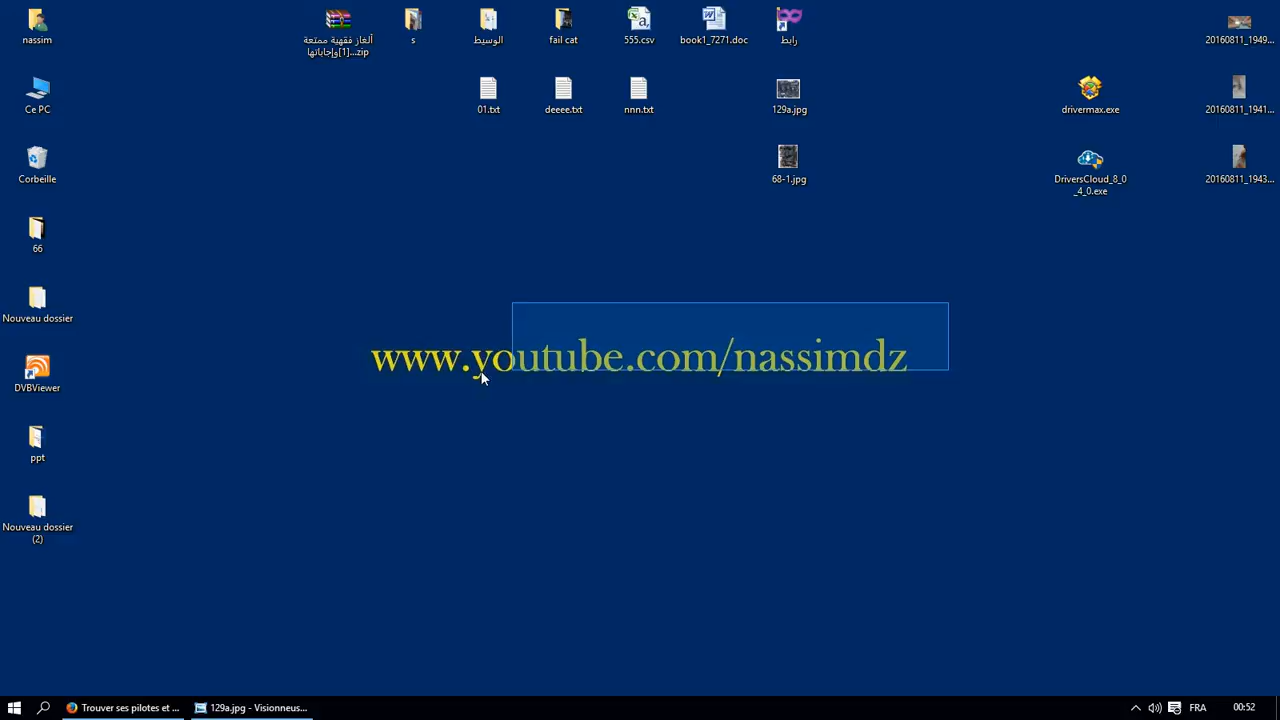 nassim
ألغاز فقهية ممتعة
وإجاباتها[1]...zip
s
الوسيط
fail cat
555.csv
book1_7271.doc
رابط
20160811_1949...
Ce PC
01.txt
deeee.txt
nnn.txt
129a.jpg
drivermax.exe
20160811_1941...
Corbeille
68-1.jpg
DriversCloud_8_0
_4_0.exe
20160811_1943...
66
Nouveau dossier
www.youtube.com/nassimdz
DVBViewer
ppt
Nouveau dossier
(2)
Trouver ses pilotes et ...
129a.jpg - Visionneus...
FRA
00:52